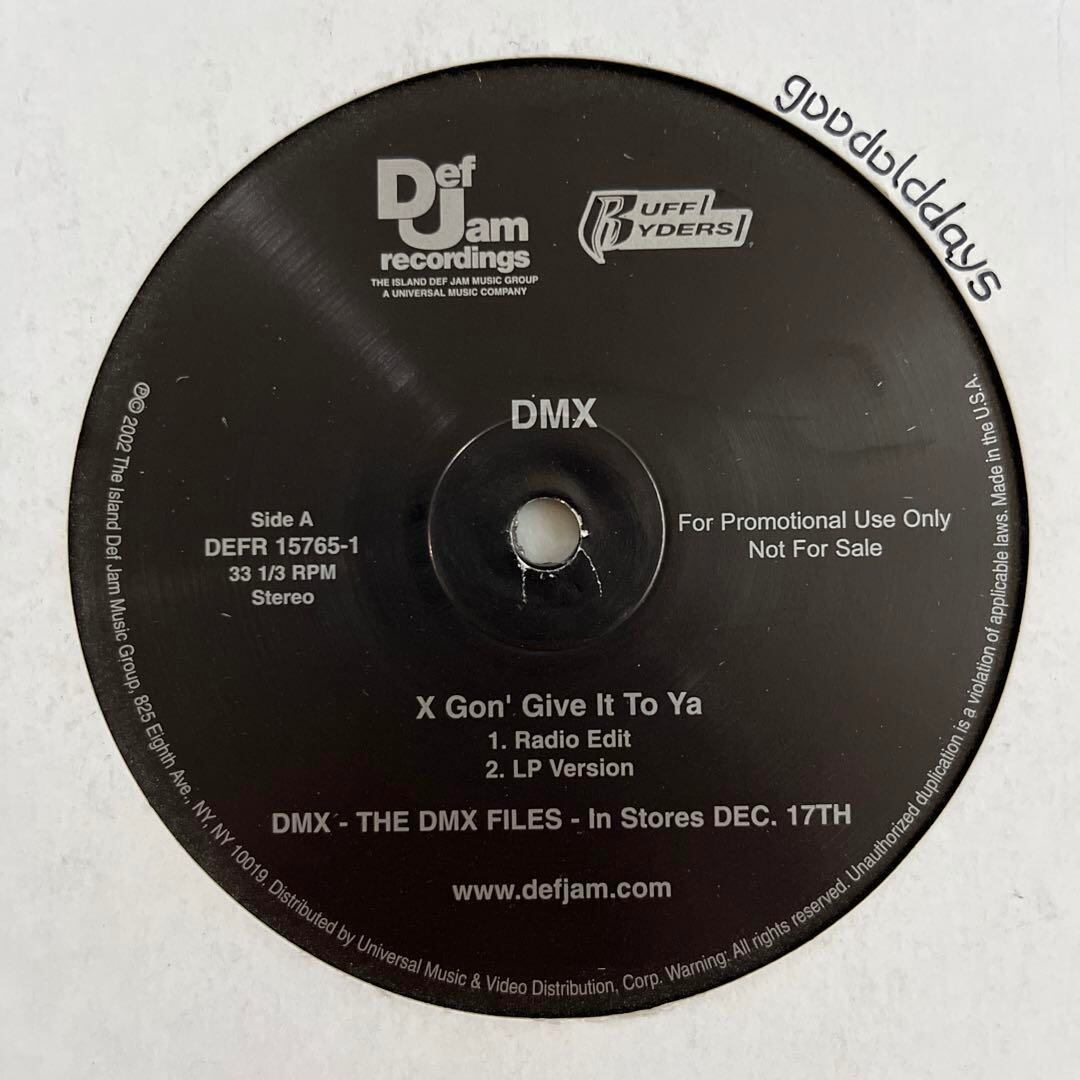 goodolddays
Def Jam
recordings
THE ISLAND DEF JAM MUSIC GROUP
A UNIVERSAL MUSIC COMPANY
RUFF
RYDERS
DMX
Side A
DEFR 15765-1
33 1/3 RPM
Stereo
For Promotional Use Only
Not For Sale
X Gon' Give It To Ya
1. Radio Edit
2. LP Version
DMX - THE DMX FILES - In Stores DEC. 17TH
www.defjam.com
℗© 2002 The Island Def Jam Music Group, 825 Eighth Ave., NY, NY 10019. Distributed by Universal Music & Video Distribution, Corp. Warning: All rights reserved. Unauthorized duplication is a violation of applicable laws. Made in the U.S.A.